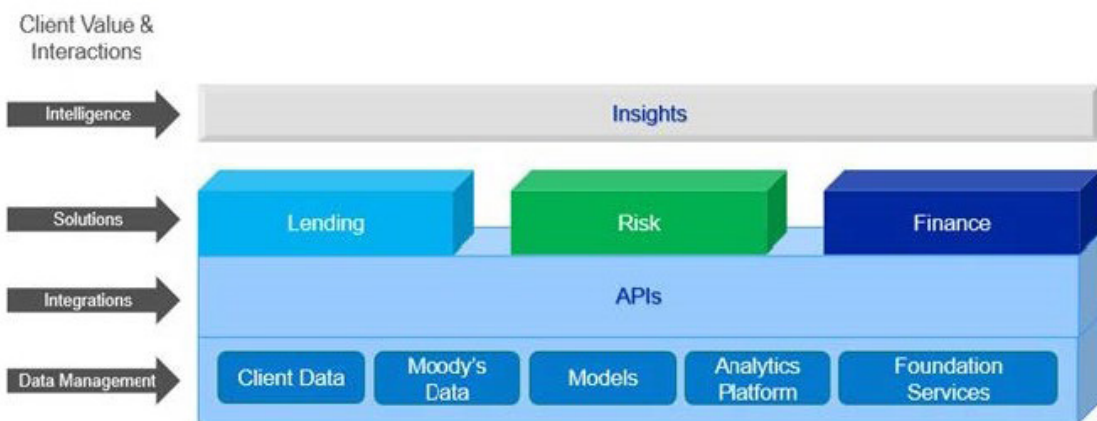 Client Value &
Interactions
Intelligence
Insights
Solutions
Lending
Risk
Finance
Integrations
APIs
Data Management
Client Data
Moody's
Data
Models
Analytics
Platform
Foundation
Services